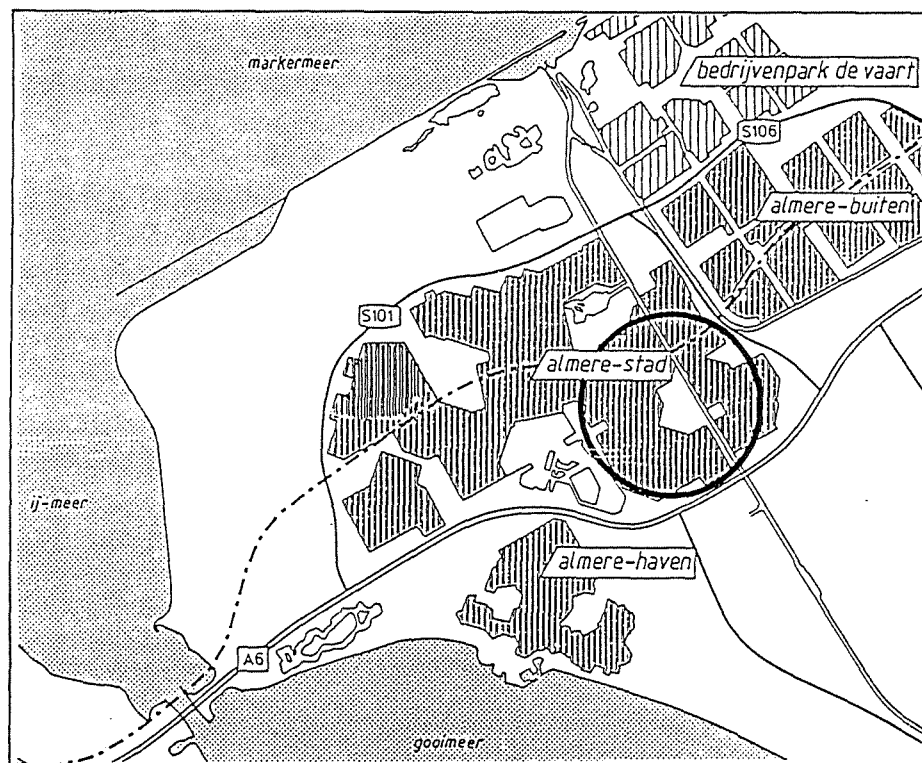 markermeer
bedrijvenpark de vaart
S106
almere-buiten
S101
almere-stad
ij-meer
almere-haven
A6
gooimeer